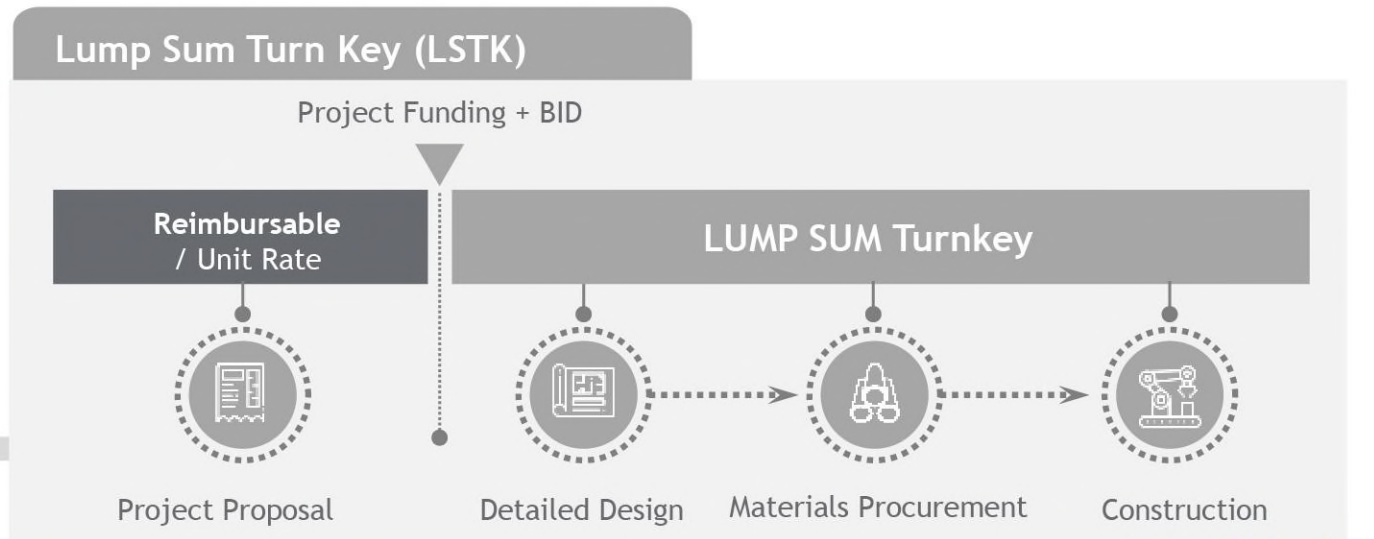 Lump Sum Turn Key (LSTK)
Project Funding + BID
Reimbursable
/ Unit Rate
LUMP SUM Turnkey
Project Proposal
Detailed Design
Materials Procurement
Construction